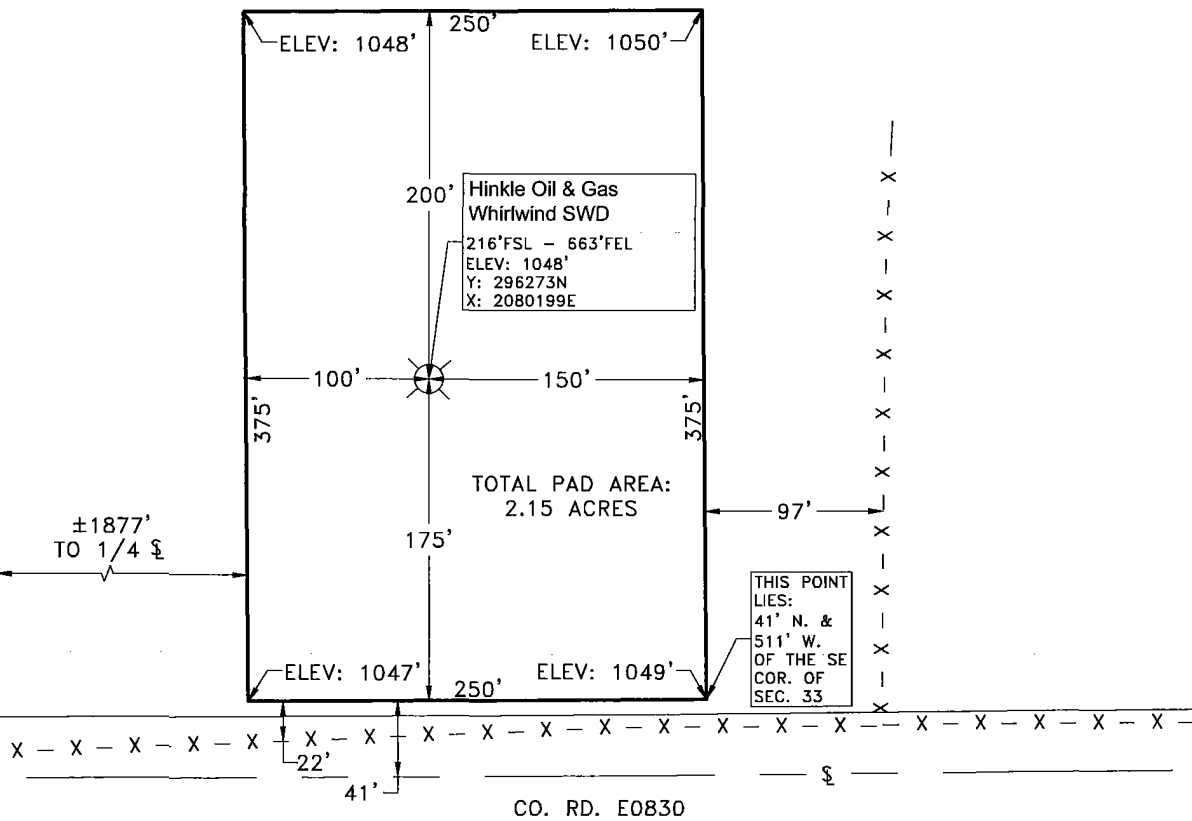 250'
ELEV: 1048'
ELEV: 1050'
200'
Hinkle Oil & Gas
Whirlwind SWD
216'FSL - 663'FEL
ELEV: 1048'
Y: 296273N
X: 2080199E
100'
150'
375'
375'
TOTAL PAD AREA:
2.15 ACRES
97'
±1877'
TO 1/4 ℄
175'
THIS POINT
LIES:
41' N. &
511' W.
OF THE SE
COR. OF
SEC. 33
ELEV: 1047'
ELEV: 1049'
250'
22'
41'
℄
CO. RD. E0830